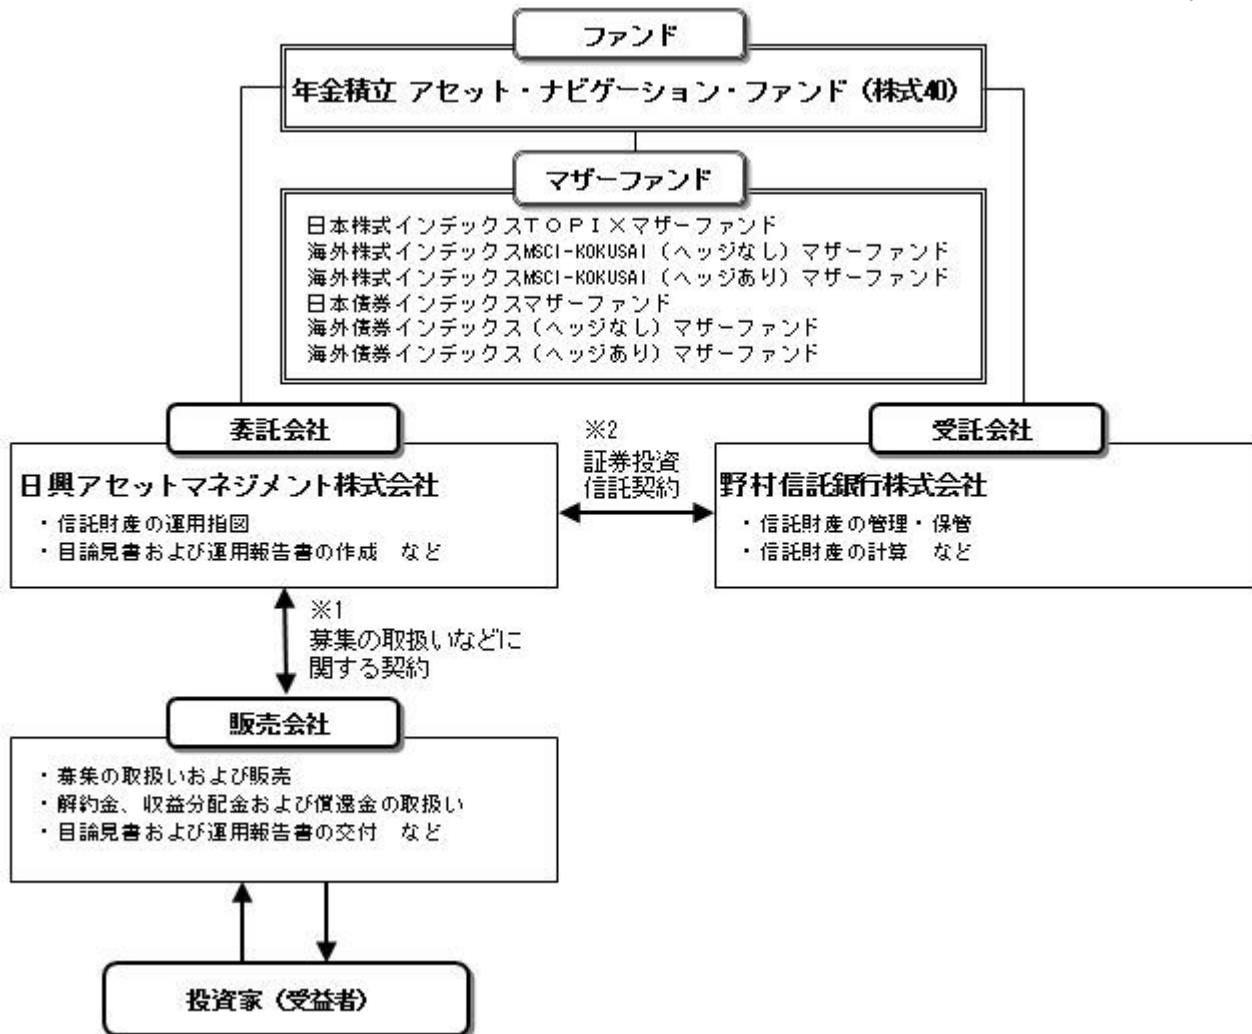 ファンド
年金積立 アセット・ナビゲーション・ファンド（株式40）
マザーファンド
日本株式インデックスＴＯＰＩＸマザーファンド
海外株式インデックスMSCI-KOKUSAI（ヘッジなし）マザーファンド
海外株式インデックスMSCI-KOKUSAI（ヘッジあり）マザーファンド
日本債券インデックスマザーファンド
海外債券インデックス（ヘッジなし）マザーファンド
海外債券インデックス（ヘッジあり）マザーファンド
委託会社
日興アセットマネジメント株式会社
・信託財産の運用指図
・目論見書および運用報告書の作成　など
※2
証券投資
信託契約
受託会社
野村信託銀行株式会社
・信託財産の管理・保管
・信託財産の計算　など
※1
募集の取扱いなどに
関する契約
販売会社
・募集の取扱いおよび販売
・解約金、収益分配金および償還金の取扱い
・目論見書および運用報告書の交付　など
投資家（受益者）